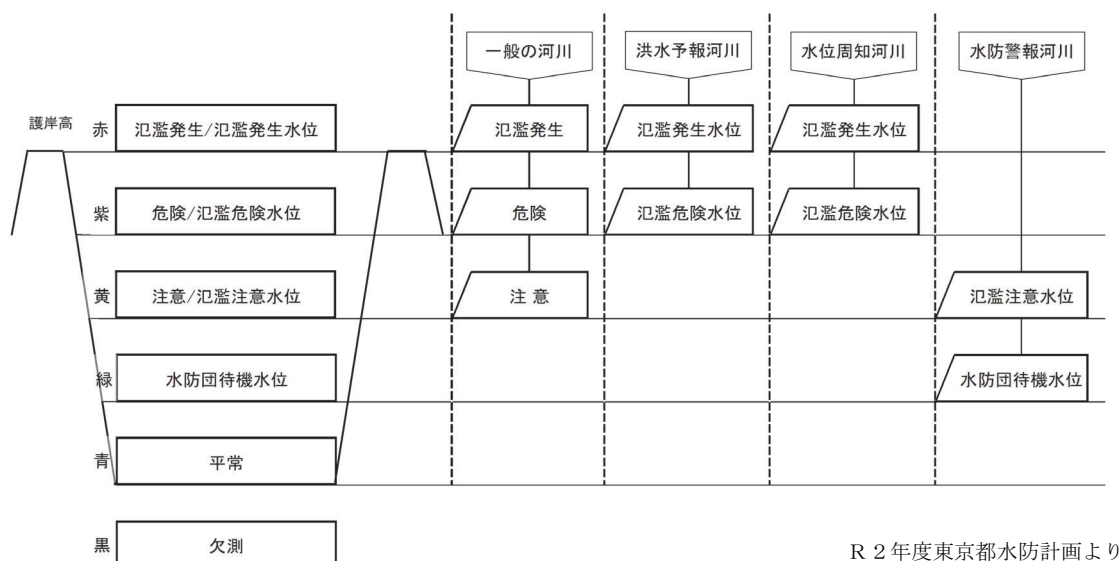 一般の河川 洪水予報河川 水位周知河川 水防警報河川
護岸高 赤 氾濫発生/氾濫発生水位 氾濫発生 氾濫発生水位 氾濫発生水位
紫 危険/氾濫危険水位 危険 氾濫危険水位 氾濫危険水位
黄 注意/氾濫注意水位 注 意 氾濫注意水位
緑 水防団待機水位 水防団待機水位
青 平常
黒 欠測
R 2年度東京都水防計画より